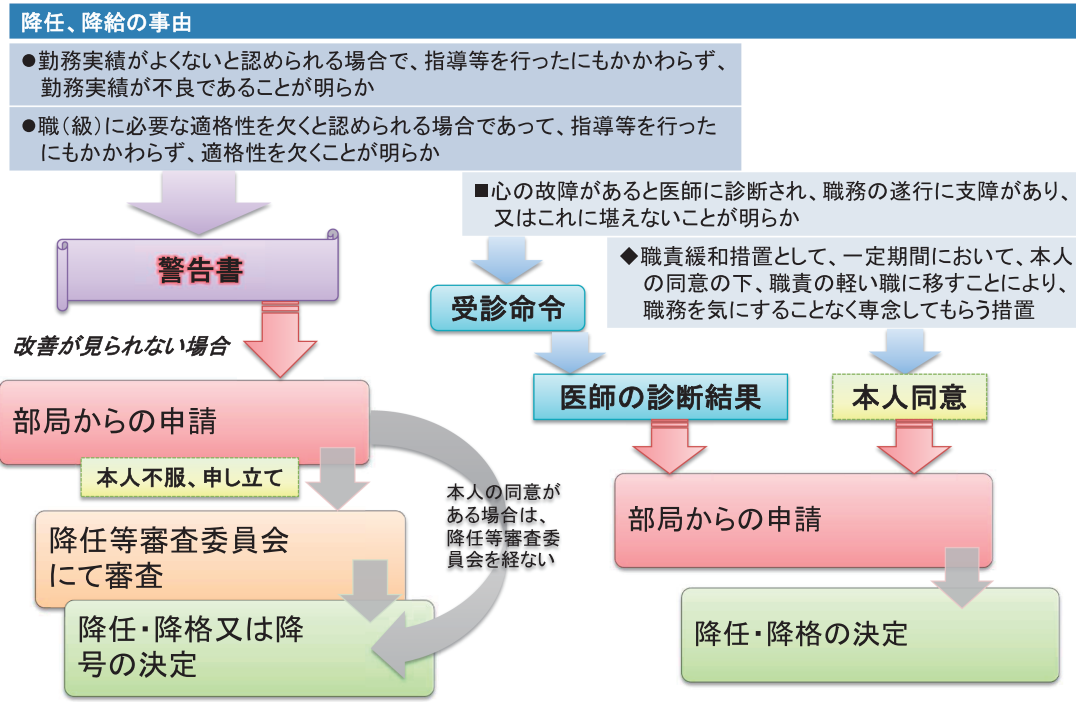 降任、降給の事由
●勤務実績がよくないと認められる場合で、指導等を行ったにもかかわらず、
勤務実績が不良であることが明らか
●職（級）に必要な適格性を欠くと認められる場合であって、指導等を行った
にもかかわらず、適格性を欠くことが明らか
■心の故障があると医師に診断され、職務の遂行に支障があり、
又はこれに堪えないことが明らか
◆職責緩和措置として、一定期間において、本人
の同意の下、職責の軽い職に移すことにより、
職務を気にすることなく専念してもらう措置
警告書
受診命令
改善が見られない場合
医師の診断結果
本人同意
部局からの申請
本人不服、申し立て
本人の同意が
ある場合は、
降任等審査委
員会を経ない
部局からの申請
降任等審査委員会
にて審査
降任・降格又は降
号の決定
降任・降格の決定